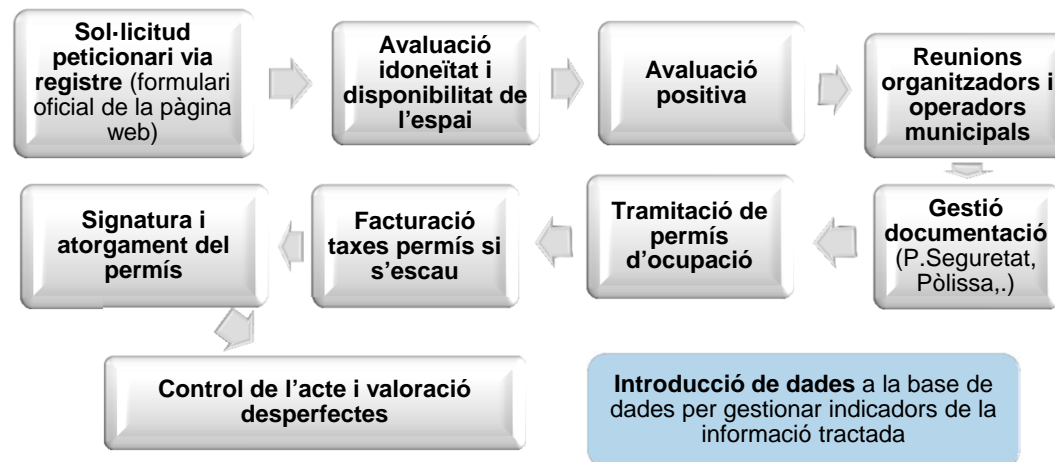 Sol·licitud
peticionari via
registre (formulari
oficial de la pàgina
web)
Avaluació
idoneïtat i
disponibilitat de
l'espai
Avaluació
positiva
Reunions
organitzadors i
operadors
municipals
Gestió
documentació
(P.Seguretat,
Pòlissa,.)
Tramitació de
permís
d'ocupació
Facturació
taxes permís si
s'escau
Signatura i
atorgament del
permís
Control de l'acte i valoració
desperfectes
Introducció de dades a la base de
dades per gestionar indicadors de la
informació tractada